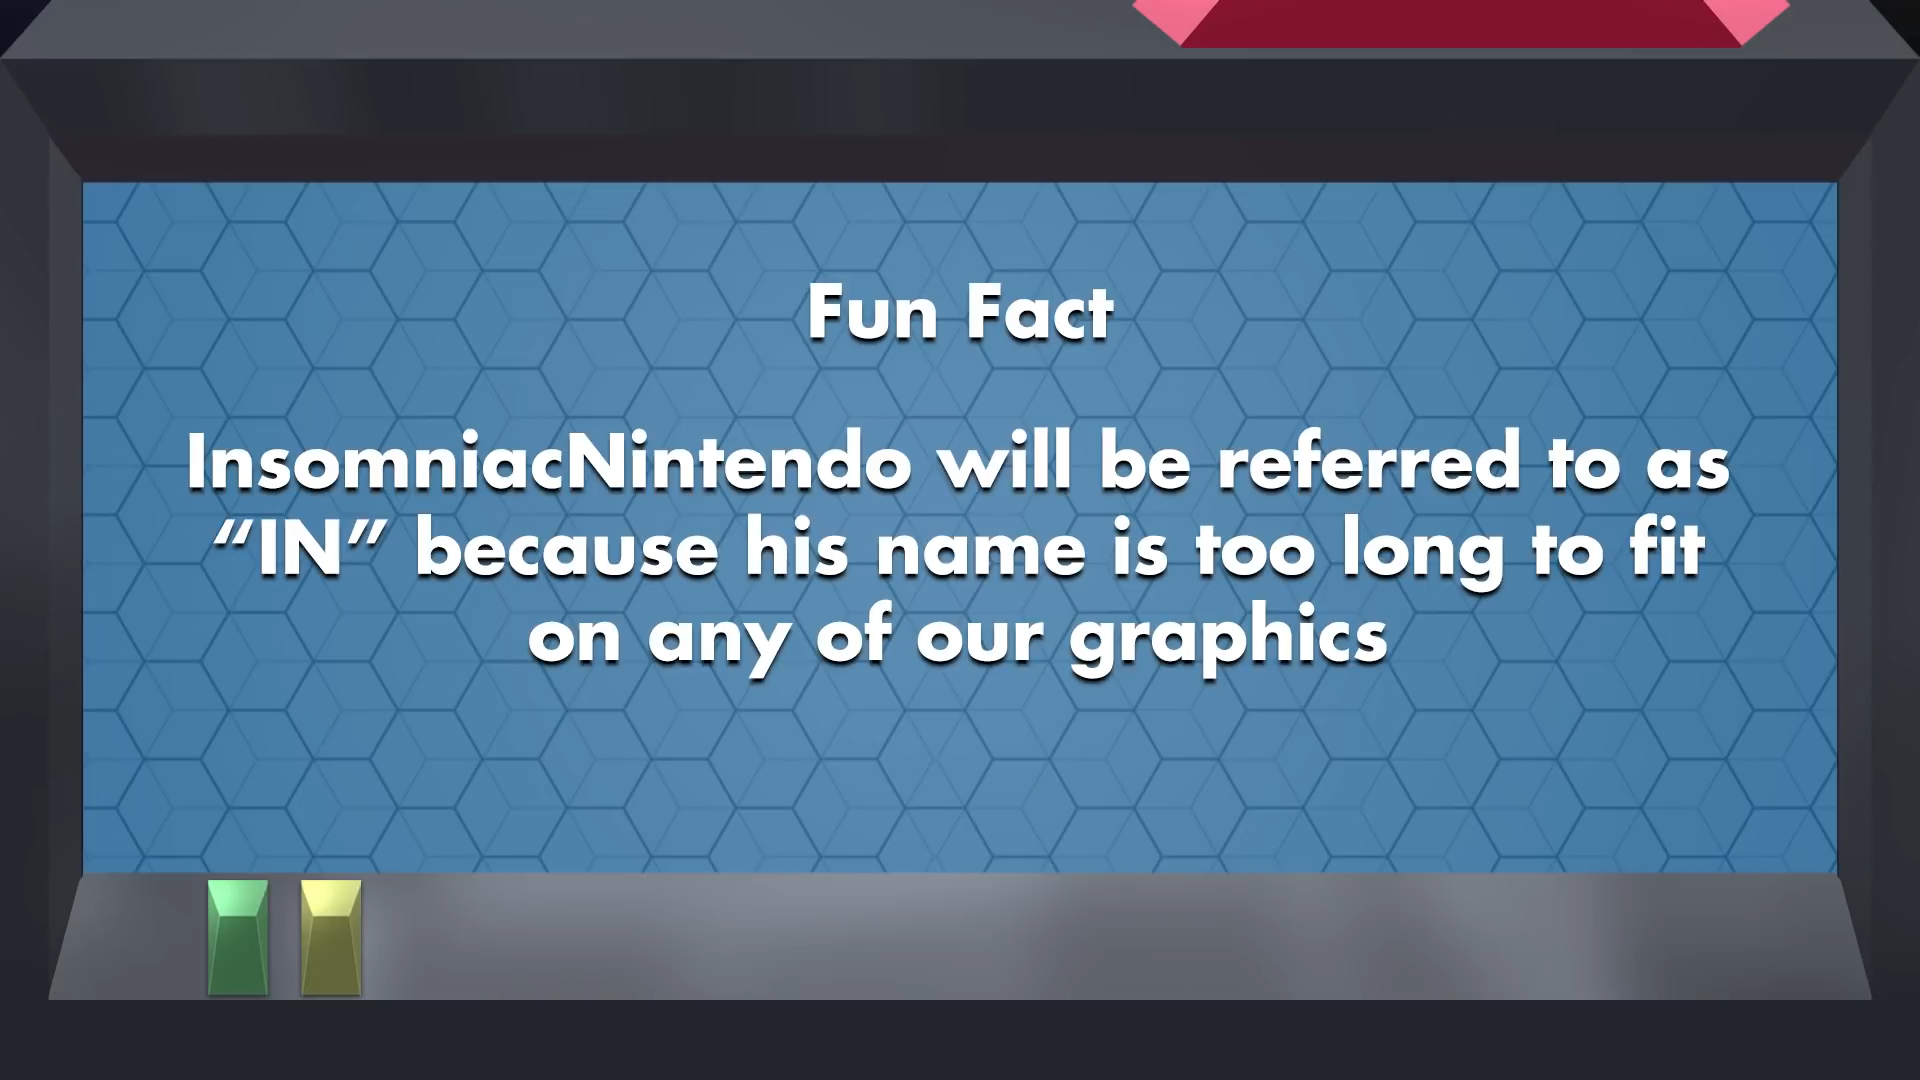 Fun Fact
InsomniacNintendo will be referred to as
“IN” because his name is too long to fit
on any of our graphics